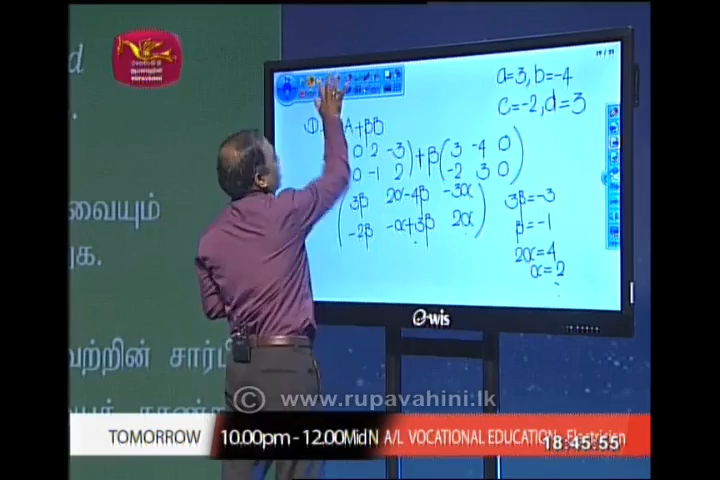 a=3, b=-4
c=-2, d=3
A+βB
0 2 -3) + β(3 -4 0
0 -1 2 -2 3 0)
(3β 2α-4β -3α)
-2β -α+3β 2α
3β=-3
β=-1
2α=4
α=2
வையும்
ருக.
வற்றின் சார்பி
e-wis
© www.rupavahini.lk
TOMORROW 10.00pm - 12.00MidN A/L VOCATIONAL EDUCATION- Electrician
18:45:55